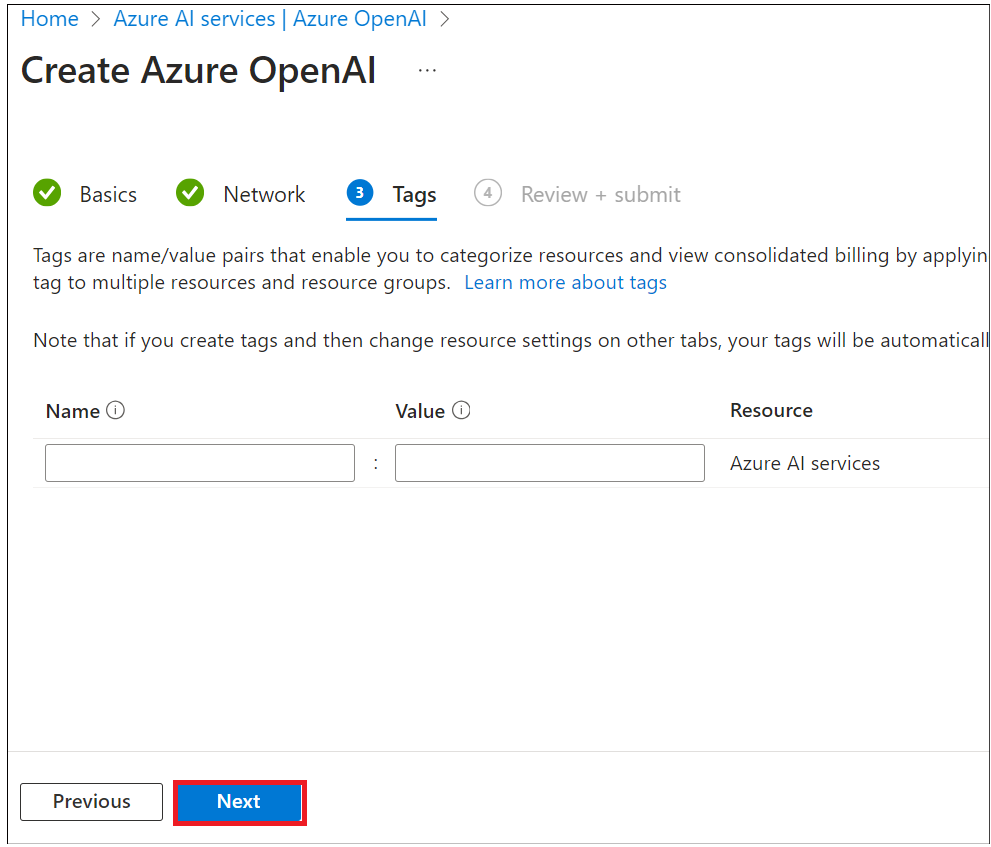 Home > Azure AI services | Azure OpenAI >
Create Azure OpenAI ...
Basics Network 3 Tags 4 Review + submit
Tags are name/value pairs that enable you to categorize resources and view consolidated billing by applyin
tag to multiple resources and resource groups. Learn more about tags
Note that if you create tags and then change resource settings on other tabs, your tags will be automaticall
Name Value Resource
: Azure AI services
Previous Next